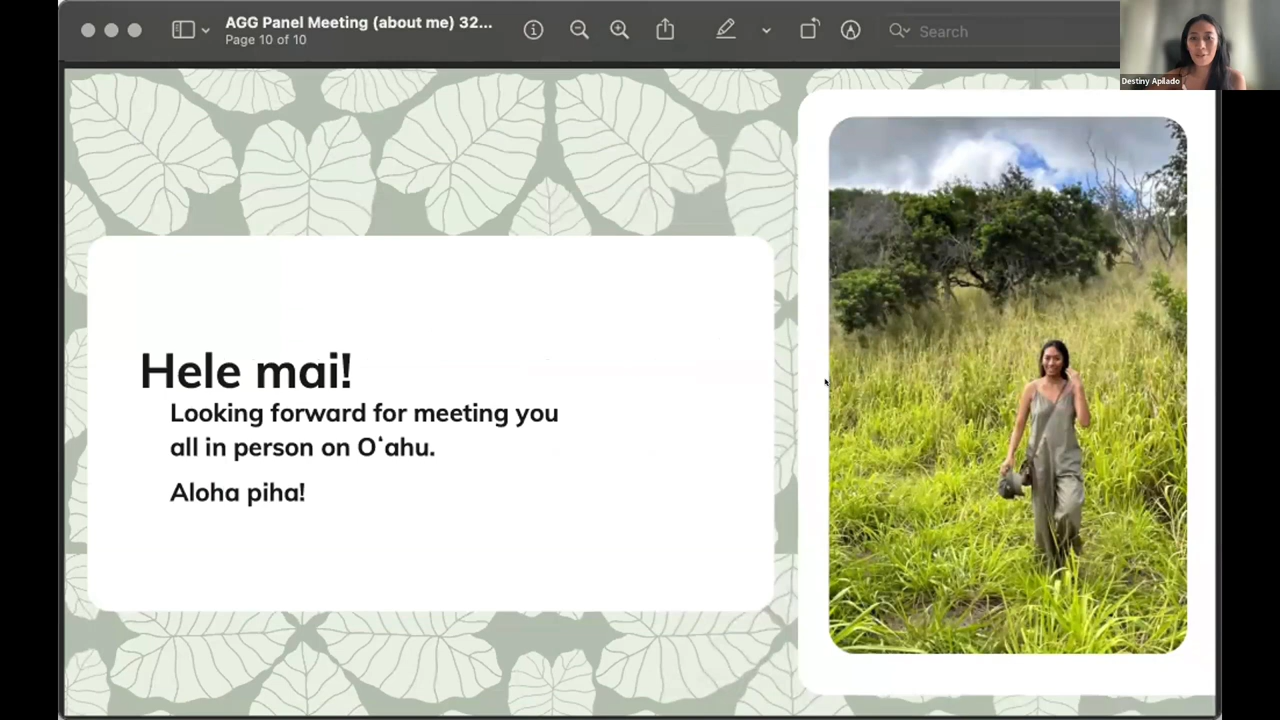 AGG Panel Meeting (about me) 32...
Page 10 of 10
Search
Destiny Apilado
Hele mai!
Looking forward for meeting you
all in person on Oʻahu.
Aloha piha!